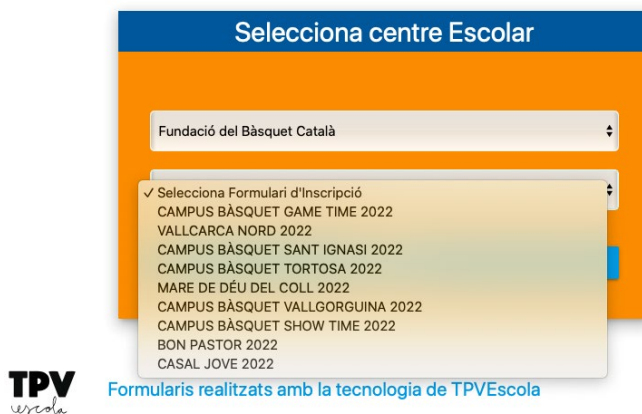 Selecciona centre Escolar
Fundació del Bàsquet Català
✓ Selecciona Formulari d'Inscripció
CAMPUS BÀSQUET GAME TIME 2022
VALLCARCA NORD 2022
CAMPUS BÀSQUET SANT IGNASI 2022
CAMPUS BÀSQUET TORTOSA 2022
MARE DE DÉU DEL COLL 2022
CAMPUS BÀSQUET VALLGORGUINA 2022
CAMPUS BÀSQUET SHOW TIME 2022
BON PASTOR 2022
CASAL JOVE 2022
TPV
escola
Formularis realitzats amb la tecnologia de TPVEscola